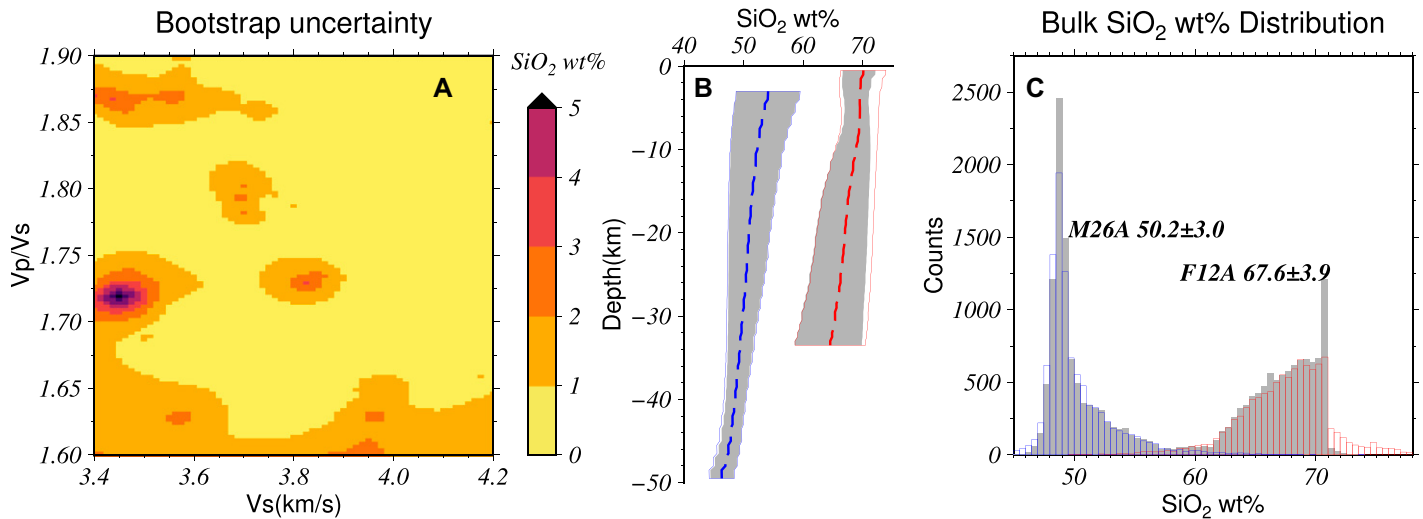 Bootstrap uncertainty
SiO2 wt%
A
1.90
1.85
1.80
1.75
1.70
1.65
1.60
Vp/Vs
3.4 3.6 3.8 4.0 4.2
Vs(km/s)
5
4
3
2
1
0
SiO2 wt%
40 50 60 70
B
0
−10
−20
−30
−40
−50
Depth(km)
Bulk SiO2 wt% Distribution
C
2500
2000
1500
1000
500
0
Counts
M26A 50.2±3.0
F12A 67.6±3.9
50 60 70
SiO2 wt%